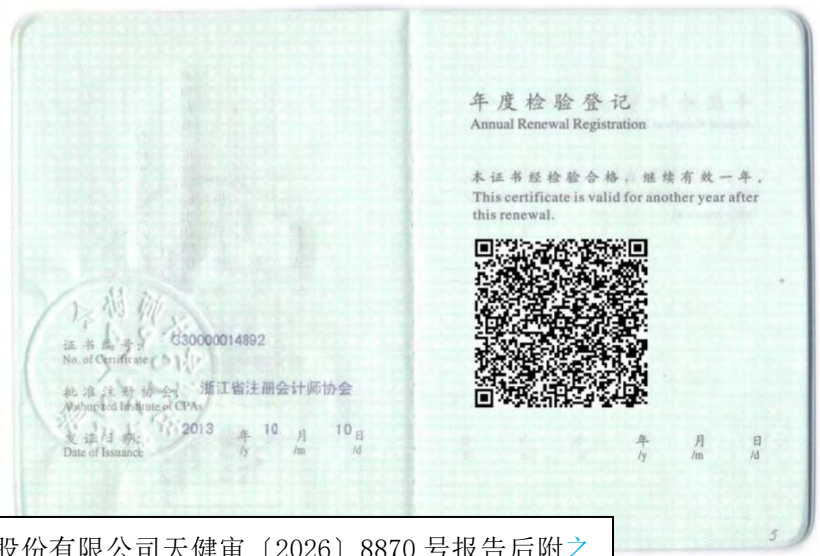 证书编号:
No. of Certificate
330000014892
批准注册协会:
Authorized Institute of CPAs
浙江省注册会计师协会
发证日期:
Date of Issuance
2013 年 10 月 10 日
/y /m /d
年度检验登记
Annual Renewal Registration
本证书经检验合格，继续有效一年。
This certificate is valid for another year after
this renewal.
年 月 日
/y /m /d
5
股份有限公司天健审〔2026〕8870 号报告后附之